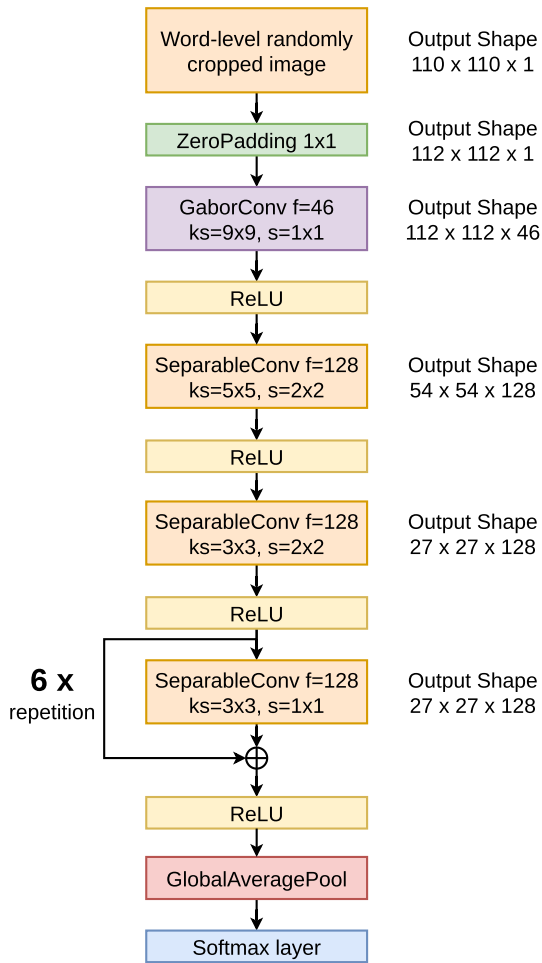 Word-level randomly
cropped image
Output Shape
110 x 110 x 1
ZeroPadding 1x1
Output Shape
112 x 112 x 1
GaborConv f=46
ks=9x9, s=1x1
Output Shape
112 x 112 x 46
ReLU
SeparableConv f=128
ks=5x5, s=2x2
Output Shape
54 x 54 x 128
ReLU
SeparableConv f=128
ks=3x3, s=2x2
Output Shape
27 x 27 x 128
ReLU
6 x
repetition
SeparableConv f=128
ks=3x3, s=1x1
Output Shape
27 x 27 x 128
ReLU
GlobalAveragePool
Softmax layer